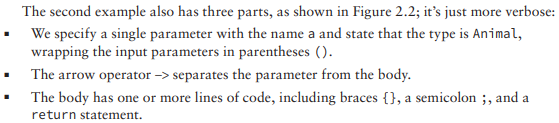 The second example also has three parts, as shown in Figure 2.2; it's just more verbose:
▪ We specify a single parameter with the name a and state that the type is Animal,
wrapping the input parameters in parentheses ().
▪ The arrow operator –> separates the parameter from the body.
▪ The body has one or more lines of code, including braces {}, a semicolon ;, and a
return statement.